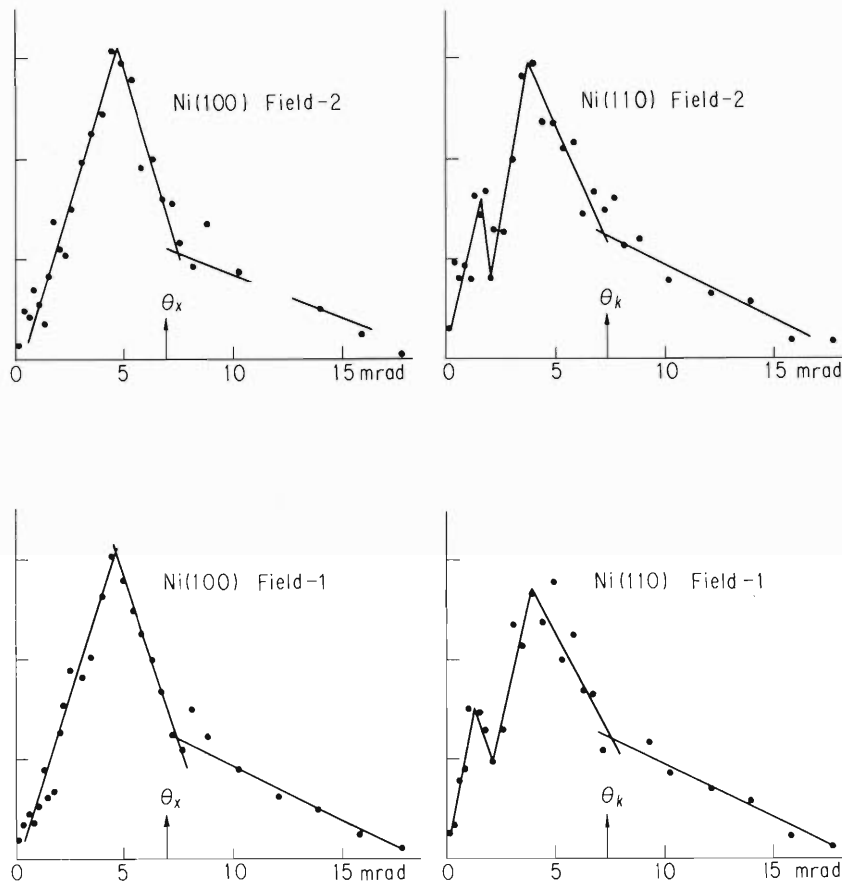 Ni(100) Field-2
θx
0 5 10 15 mrad
Ni(110) Field-2
θk
0 5 10 15 mrad
Ni(100) Field-1
θx
0 5 10 15 mrad
Ni(110) Field-1
θk
0 5 10 15 mrad